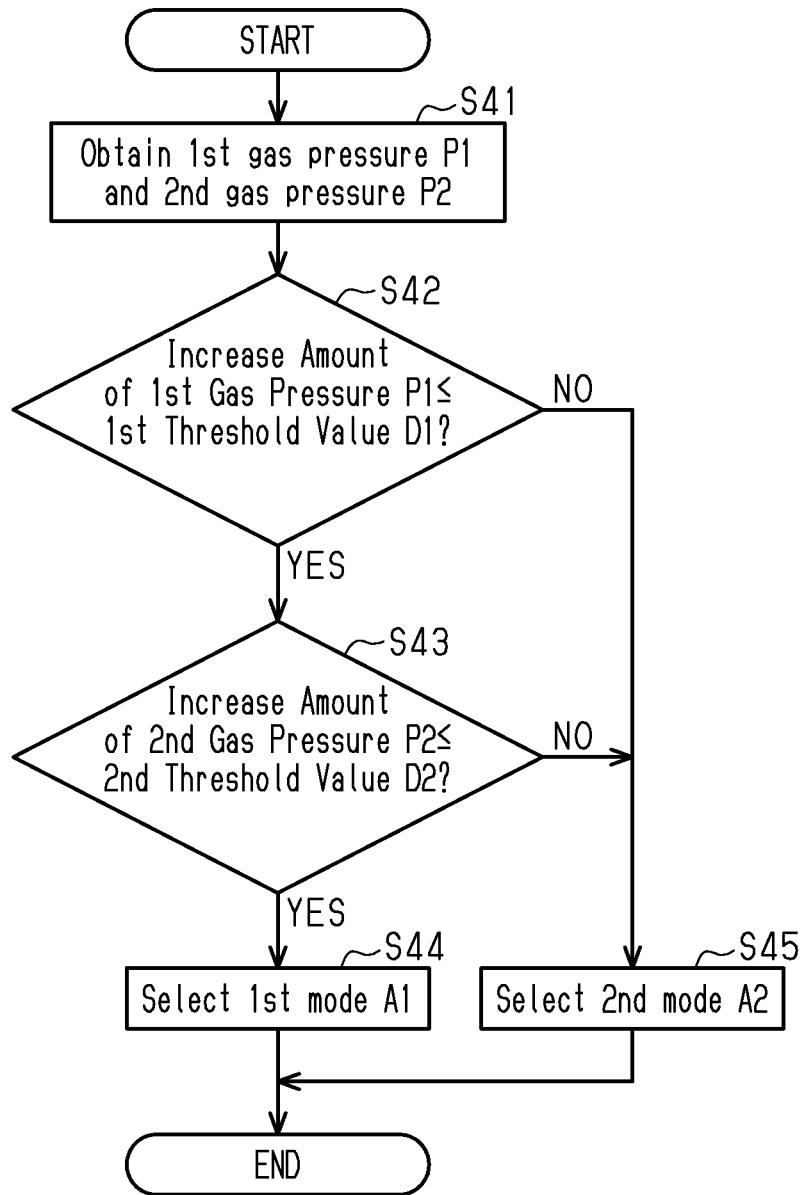 START
S41
Obtain 1st gas pressure P1
and 2nd gas pressure P2
S42
Increase Amount
of 1st Gas Pressure P1≤
1st Threshold Value D1?
NO
YES
S43
Increase Amount
of 2nd Gas Pressure P2≤
2nd Threshold Value D2?
NO
YES
S44
Select 1st mode A1
S45
Select 2nd mode A2
END